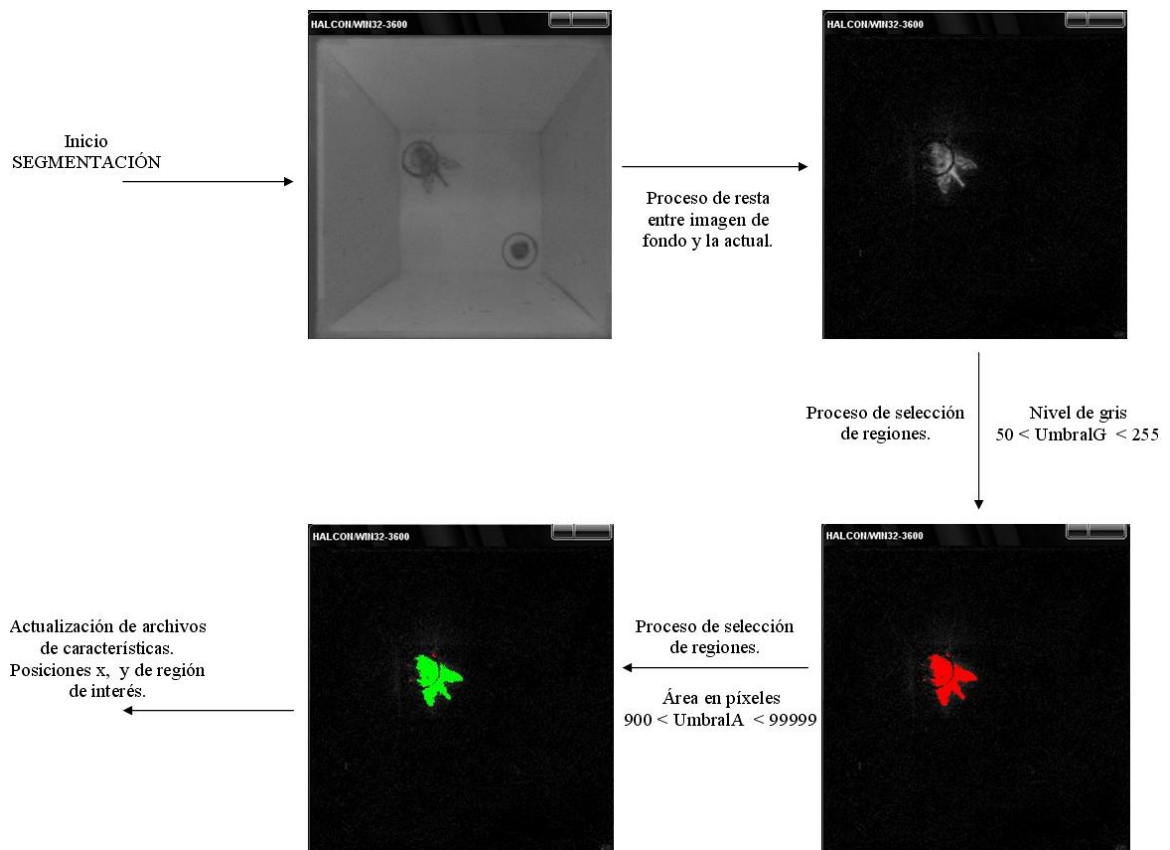 HALCON/WIN32-3600
HALCON/WIN32-3600
Inicio
SEGMENTACIÓN
Proceso de resta
entre imagen de
fondo y la actual.
Proceso de selección
de regiones.
Nivel de gris
50 < UmbralG < 255
HALCON/WIN32-3600
HALCON/WIN32-3600
Actualización de archivos
de características.
Posiciones x, y de región
de interés.
Proceso de selección
de regiones.
Área en píxeles
900 < UmbralA < 99999